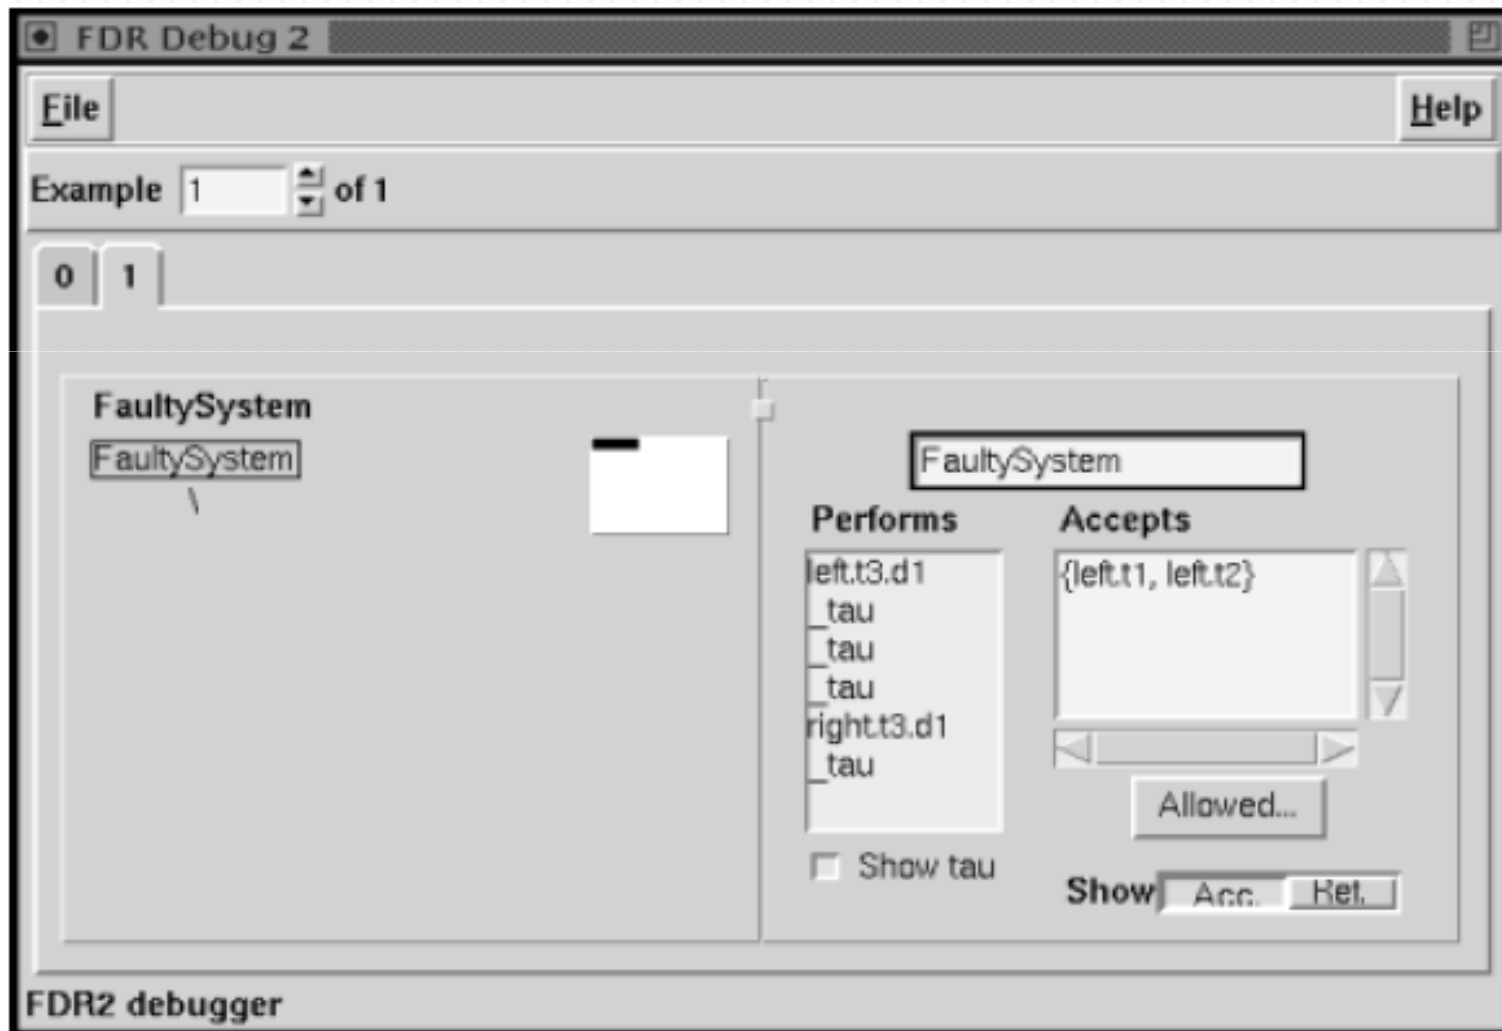 FDR Debug 2
File Help
Example 1 of 1
0 1
FaultySystem
FaultySystem
\
FaultySystem
Performs Accepts
left.t3.d1
_tau
_tau
_tau
right.t3.d1
_tau
{left.t1, left.t2}
Allowed...
Show tau
Show Acc. Ref.
FDR2 debugger